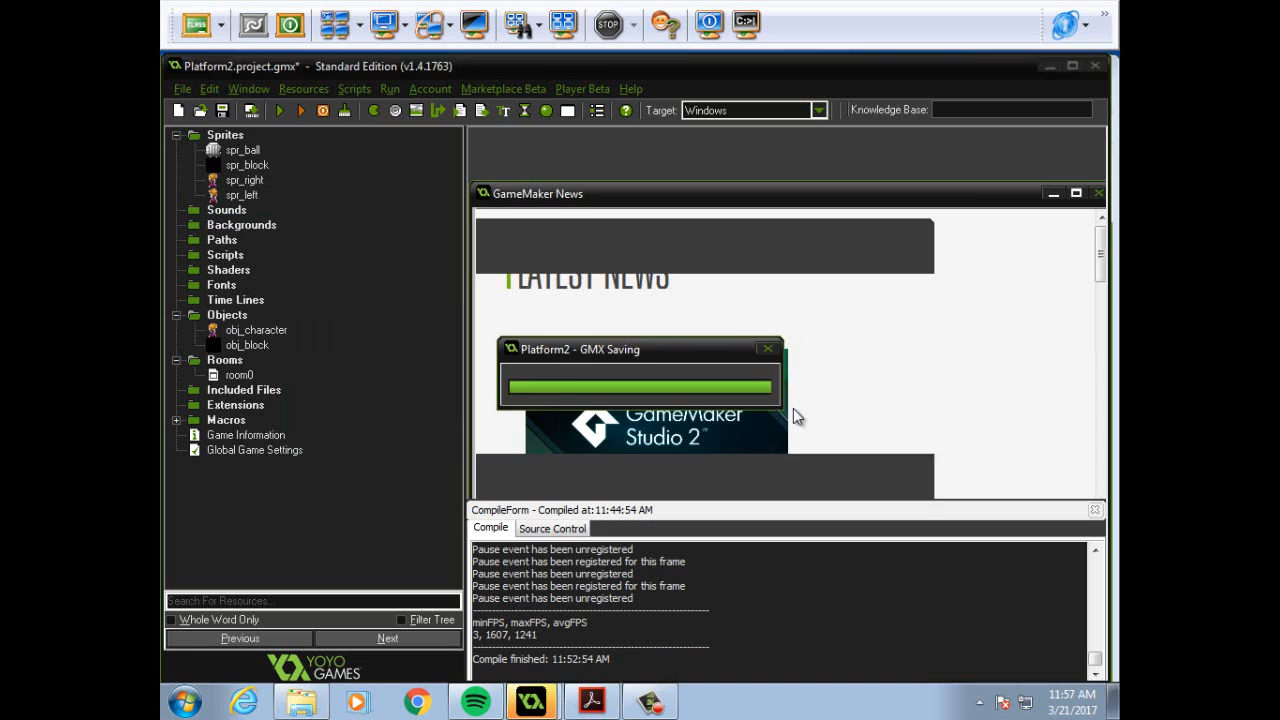 CLASS
STOP
C:\>
»
Platform2.project.gmx* - Standard Edition (v1.4.1763)
File Edit Window Resources Scripts Run Account Marketplace Beta Player Beta Help
Target: Windows Knowledge Base:
Sprites
spr_ball
spr_block
spr_right
spr_left
Sounds
Backgrounds
Paths
Scripts
Shaders
Fonts
Time Lines
Objects
obj_character
obj_block
Rooms
room0
Included Files
Extensions
Macros
Game Information
Global Game Settings
Search For Resources...
Whole Word Only Filter Tree
Previous Next
YOYO
GAMES
GameMaker News
LATEST NEWS
Platform2 - GMX Saving
GameMaker
Studio 2™
CompileForm - Compiled at:11:44:54 AM
Compile Source Control
Pause event has been unregistered
Pause event has been registered for this frame
Pause event has been unregistered
Pause event has been registered for this frame
Pause event has been unregistered
minFPS, maxFPS, avgFPS
3, 1607, 1241
Compile finished: 11:52:54 AM
11:57 AM
3/21/2017